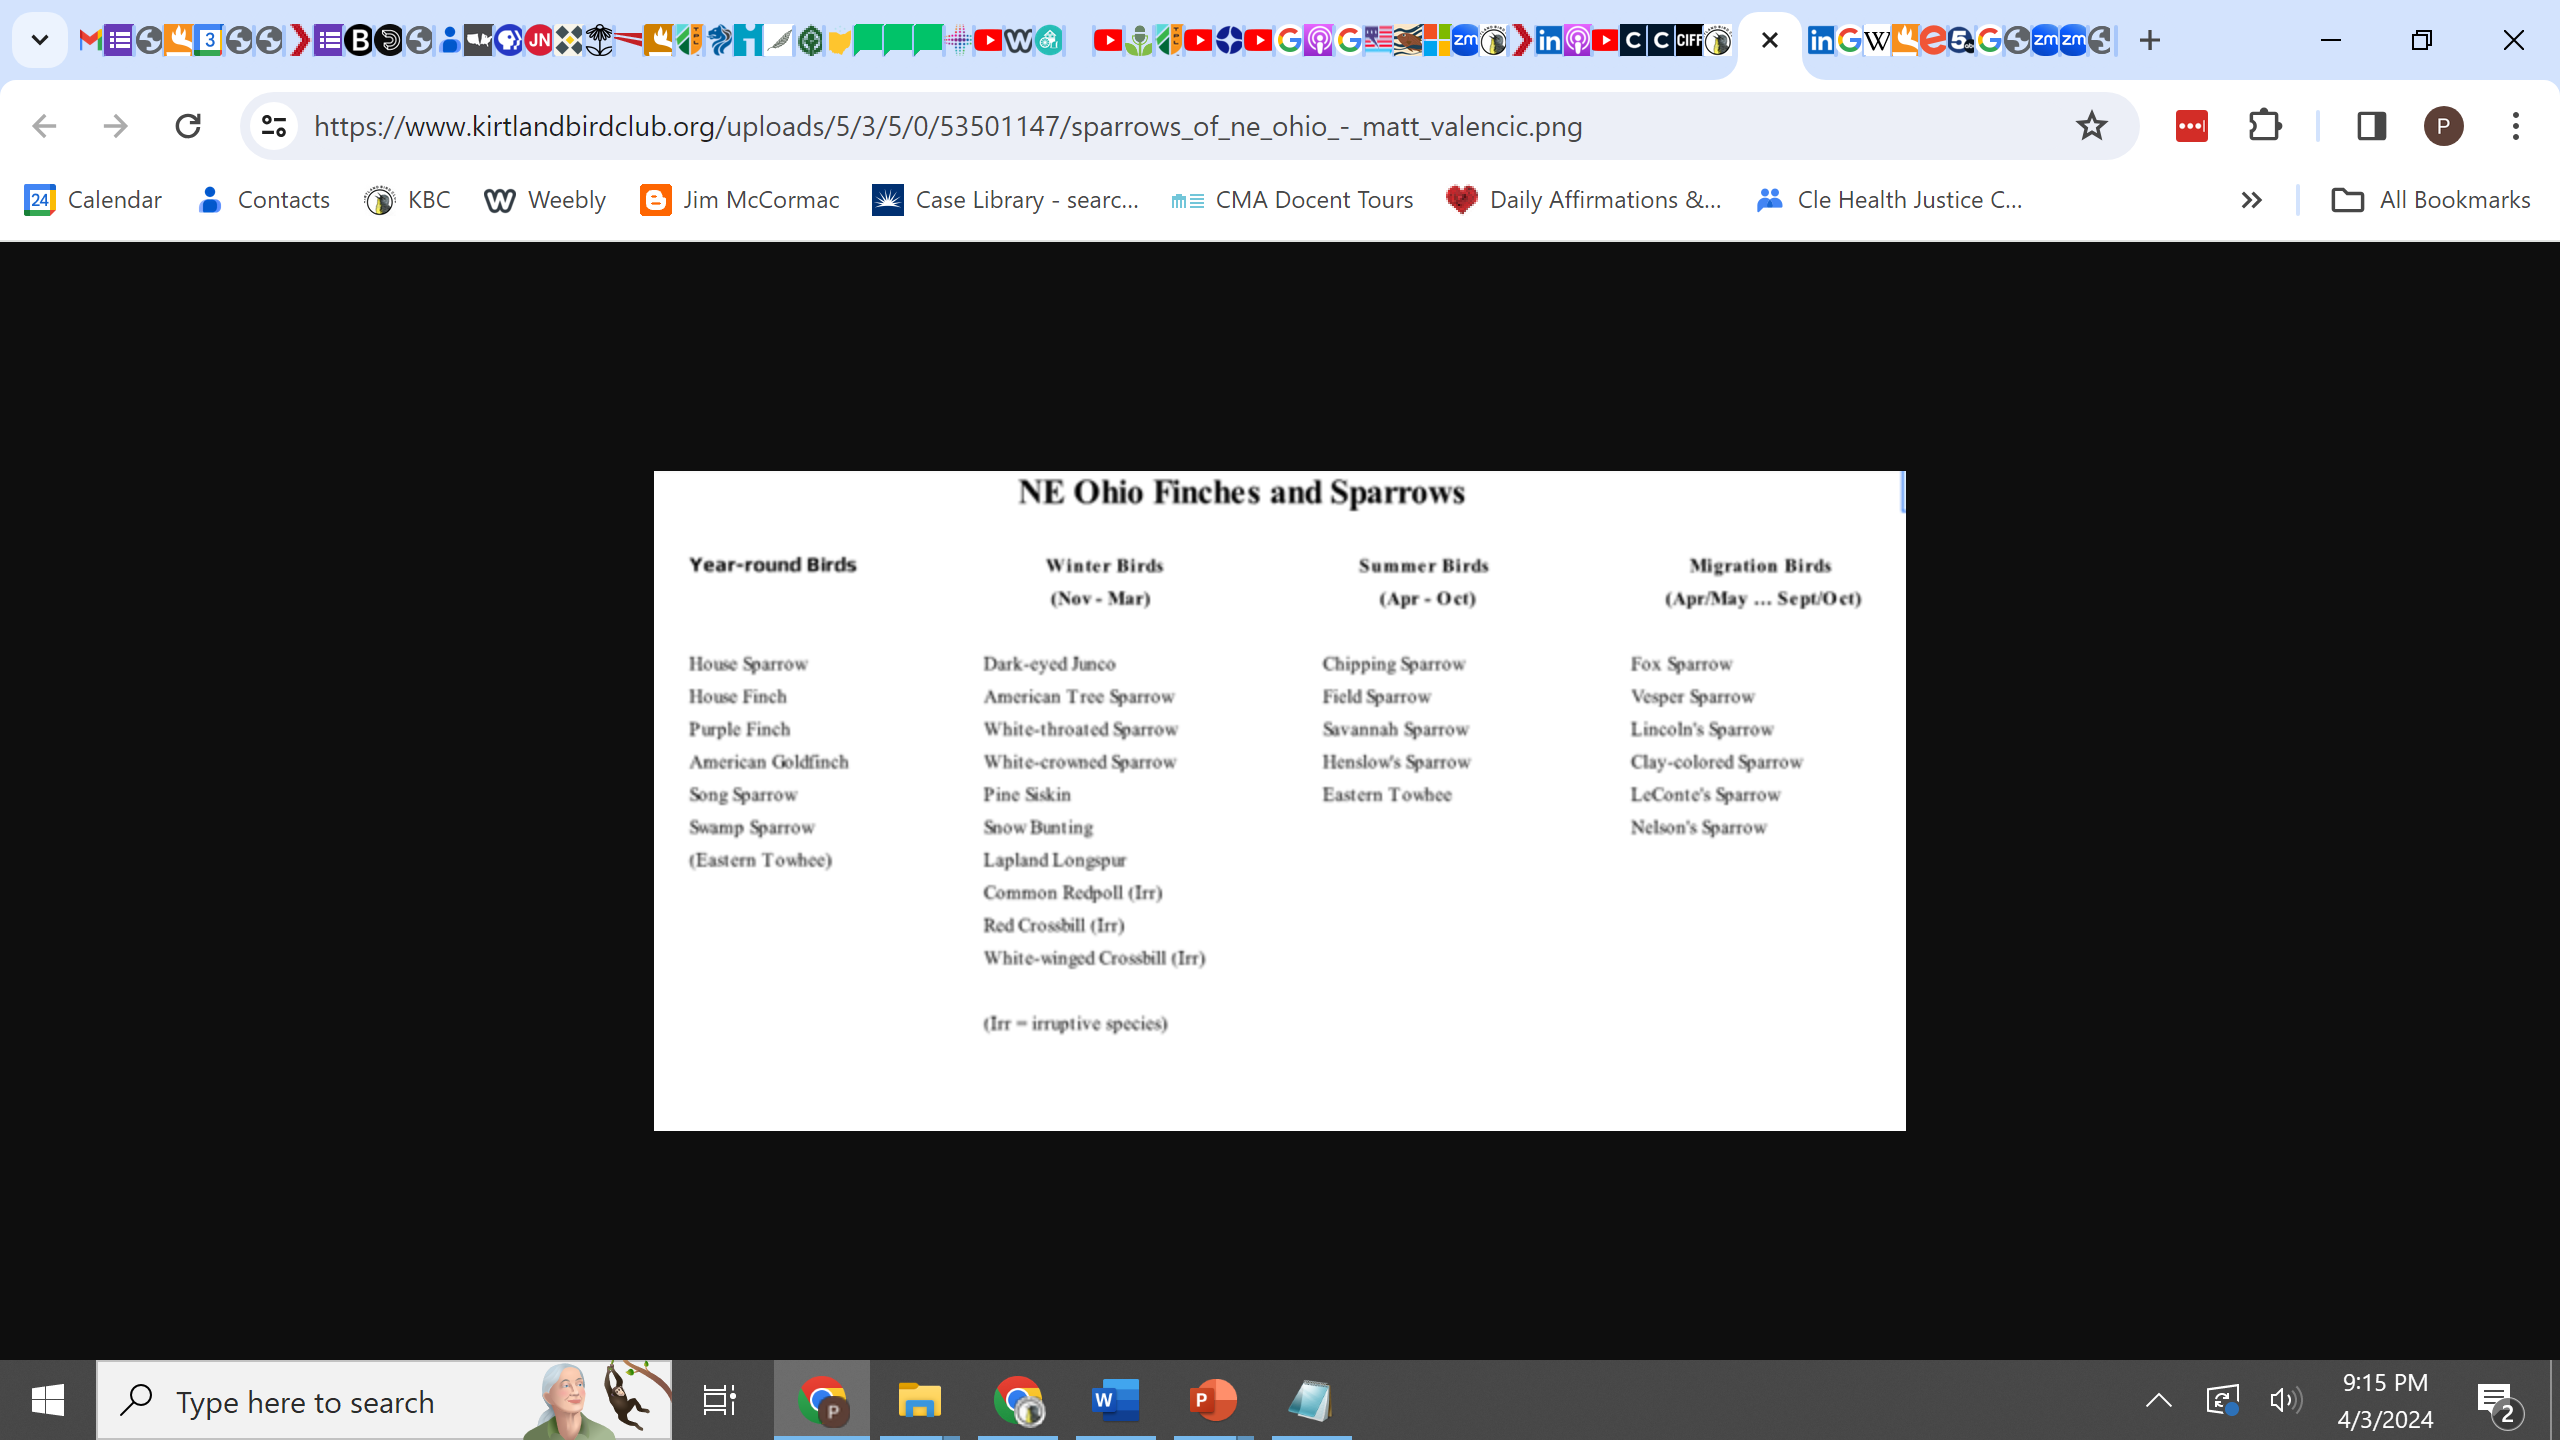 https://www.kirtlandbirdclub.org/uploads/5/3/5/0/53501147/sparrows_of_ne_ohio_-_matt_valencic.png
P
Calendar
Contacts
KBC
Weebly
Jim McCormac
Case Library - searc...
CMA Docent Tours
Daily Affirmations &...
Cle Health Justice C...
All Bookmarks
NE Ohio Finches and Sparrows
Year-round Birds
House Sparrow
House Finch
Purple Finch
American Goldfinch
Song Sparrow
Swamp Sparrow
(Eastern Towhee)
Winter Birds
(Nov - Mar)
Dark-eyed Junco
American Tree Sparrow
White-throated Sparrow
White-crowned Sparrow
Pine Siskin
Snow Bunting
Lapland Longspur
Common Redpoll (Irr)
Red Crossbill (Irr)
White-winged Crossbill (Irr)
(Irr = irruptive species)
Summer Birds
(Apr - Oct)
Chipping Sparrow
Field Sparrow
Savannah Sparrow
Henslow's Sparrow
Eastern Towhee
Migration Birds
(Apr/May ... Sept/Oct)
Fox Sparrow
Vesper Sparrow
Lincoln's Sparrow
Clay-colored Sparrow
LeConte's Sparrow
Nelson's Sparrow
Type here to search
9:15 PM
4/3/2024
2